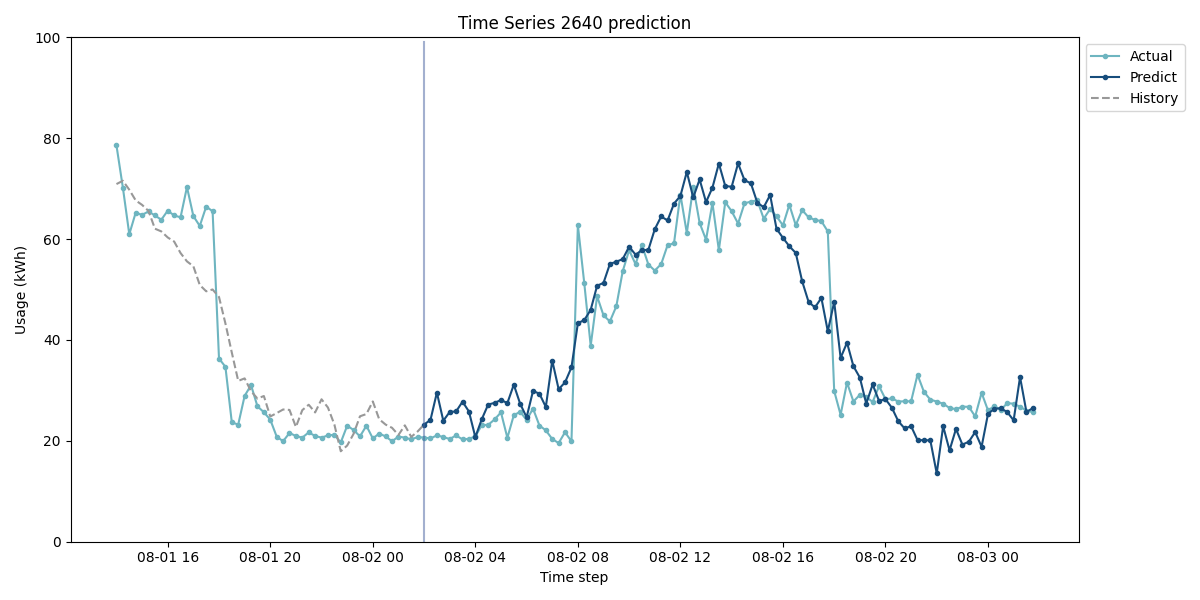 Time Series 2640 prediction
100
80
60
40
20
0
Usage (kWh)
08-01 16
08-01 20
08-02 00
08-02 04
08-02 08
08-02 12
08-02 16
08-02 20
08-03 00
Time step
Actual
Predict
History